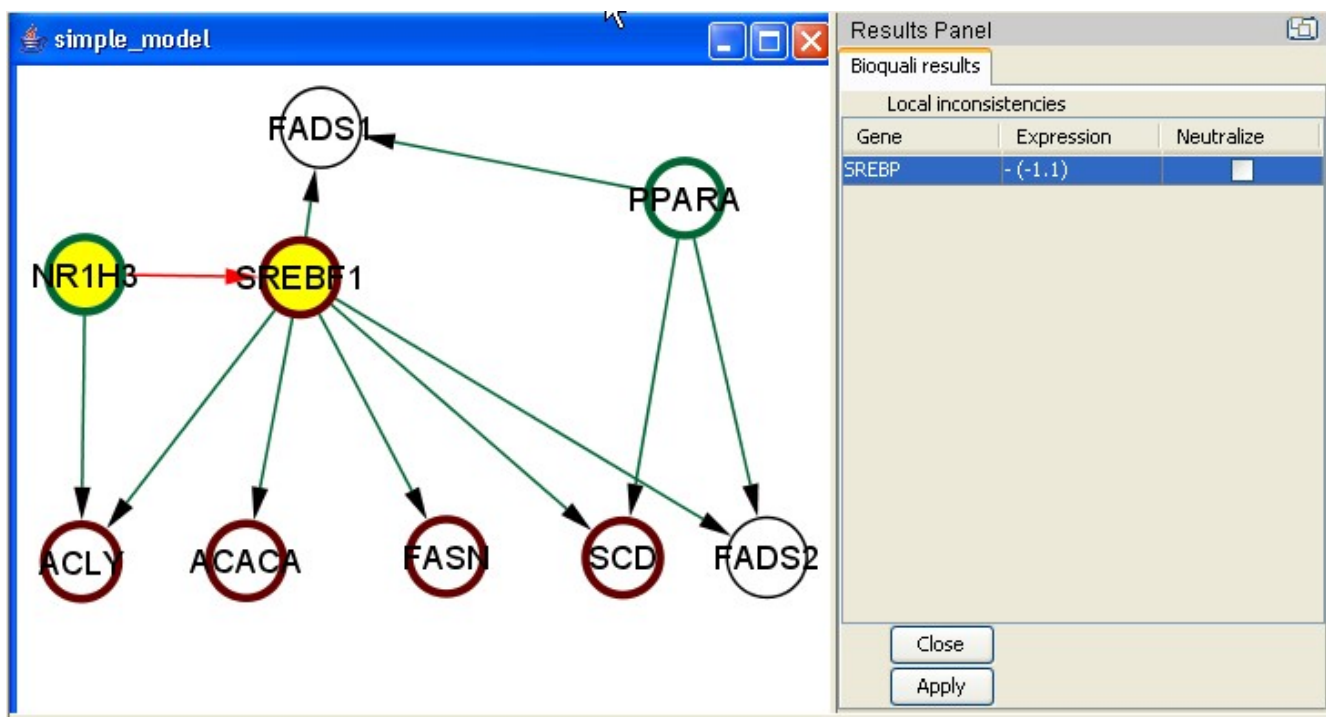 simple_model
FADS1
PPARA
NR1H3
SREBF1
ACLY
ACACA
FASN
SCD
FADS2
Results Panel
Bioquali results
Local inconsistencies
Gene Expression Neutralize
SREBP - (-1.1)
Close
Apply